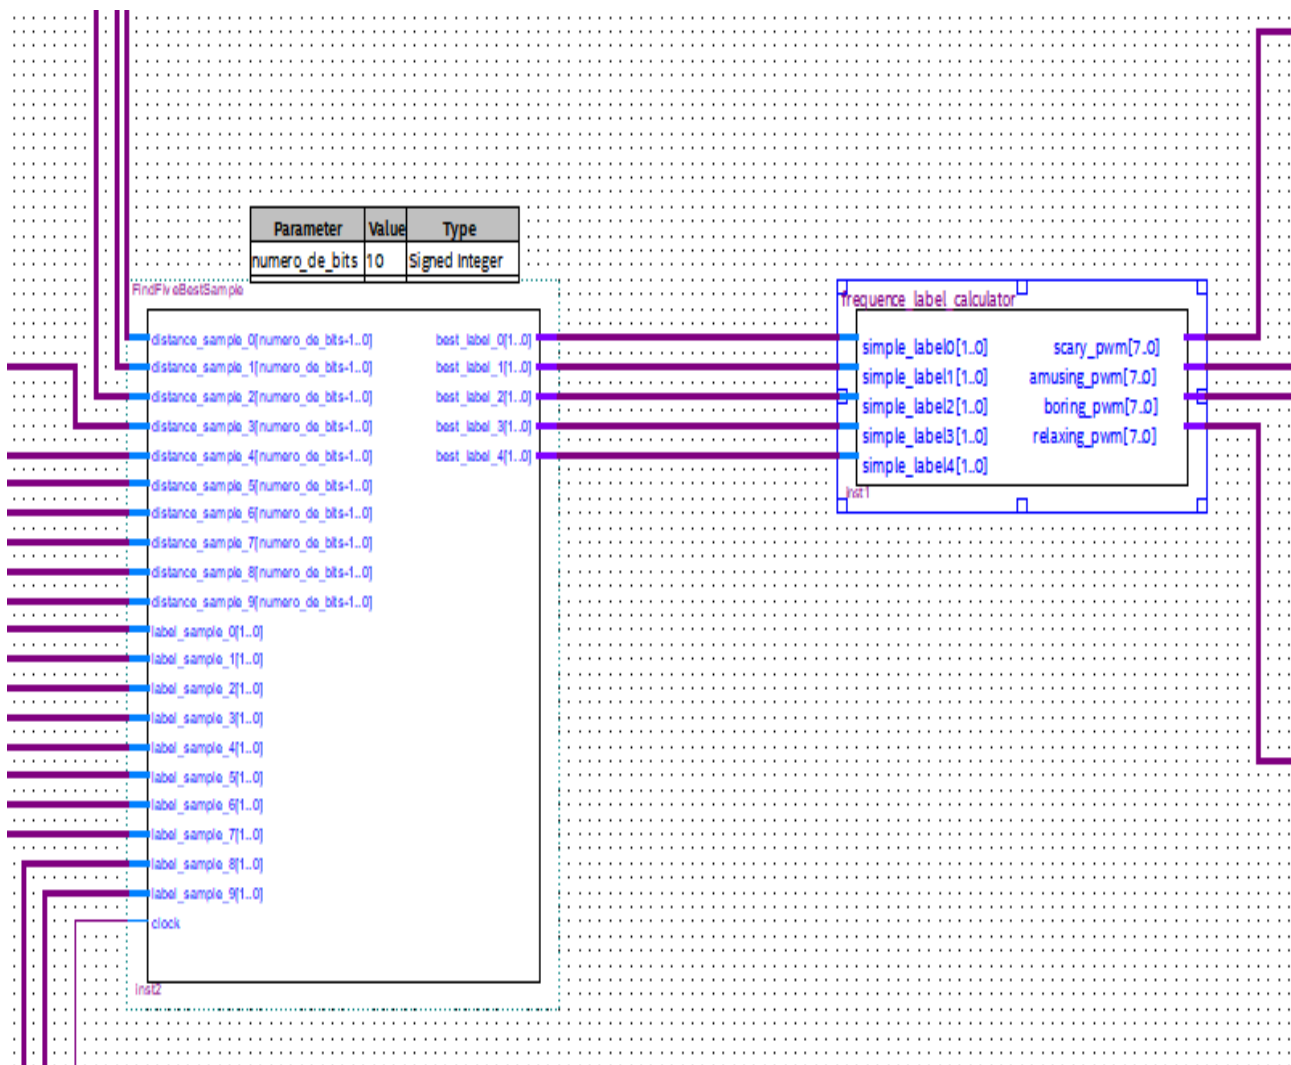 Parameter Value Type
numero_de_bits 10 Signed Integer
FindFiveBestSample
distance_sample_0[numero_de_bits-1..0] best_label_0[1..0]
distance_sample_1[numero_de_bits-1..0] best_label_1[1..0]
distance_sample_2[numero_de_bits-1..0] best_label_2[1..0]
distance_sample_3[numero_de_bits-1..0] best_label_3[1..0]
distance_sample_4[numero_de_bits-1..0] best_label_4[1..0]
distance_sample_5[numero_de_bits-1..0]
distance_sample_6[numero_de_bits-1..0]
distance_sample_7[numero_de_bits-1..0]
distance_sample_8[numero_de_bits-1..0]
distance_sample_9[numero_de_bits-1..0]
label_sample_0[1..0]
label_sample_1[1..0]
label_sample_2[1..0]
label_sample_3[1..0]
label_sample_4[1..0]
label_sample_5[1..0]
label_sample_6[1..0]
label_sample_7[1..0]
label_sample_8[1..0]
label_sample_9[1..0]
clock
inst2
frequence_label_calculator
simple_label0[1..0] scary_pwm[7..0]
simple_label1[1..0] amusing_pwm[7..0]
simple_label2[1..0] boring_pwm[7..0]
simple_label3[1..0] relaxing_pwm[7..0]
simple_label4[1..0]
inst1